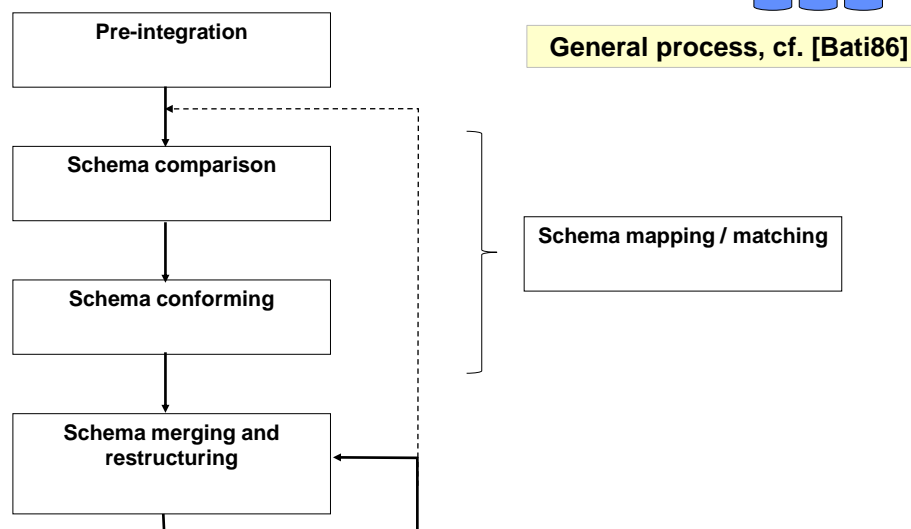 Pre-integration
General process, cf. [Bati86]
Schema comparison
Schema mapping / matching
Schema conforming
Schema merging and
restructuring